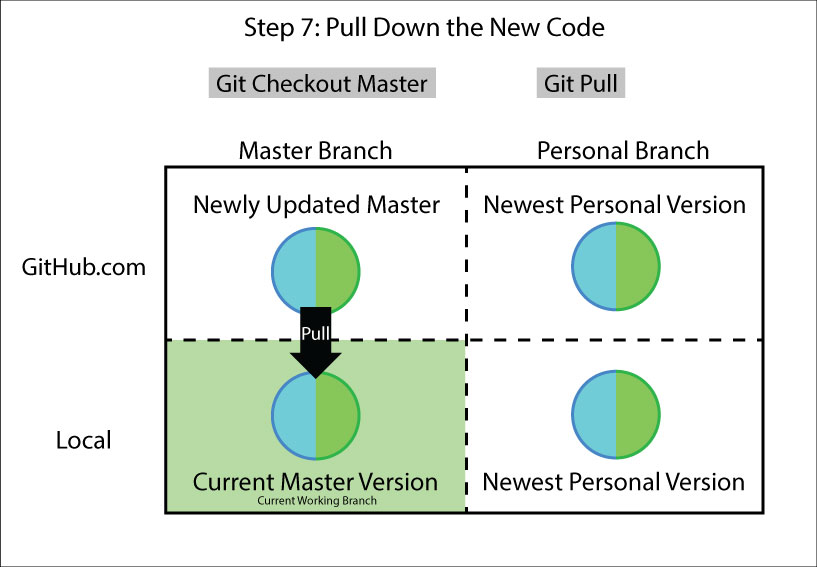 Step 7: Pull Down the New Code
Git Checkout Master
Git Pull
Master Branch
Personal Branch
Newly Updated Master
Newest Personal Version
GitHub.com
Pull
Local
Current Master Version
Current Working Branch
Newest Personal Version